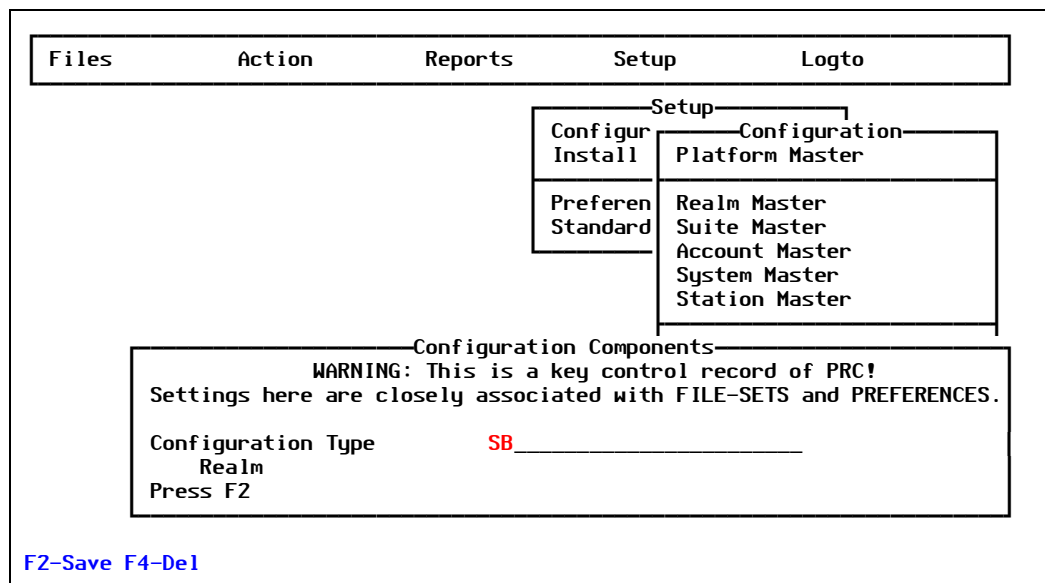 Files Action Reports Setup Logto
Setup
Configur
Configuration
Install
Platform Master
Preferen
Realm Master
Standard
Suite Master
Account Master
System Master
Station Master
Configuration Components
WARNING: This is a key control record of PRC!
Settings here are closely associated with FILE-SETS and PREFERENCES.
Configuration Type SB_______________________
Realm
Press F2
F2-Save F4-Del